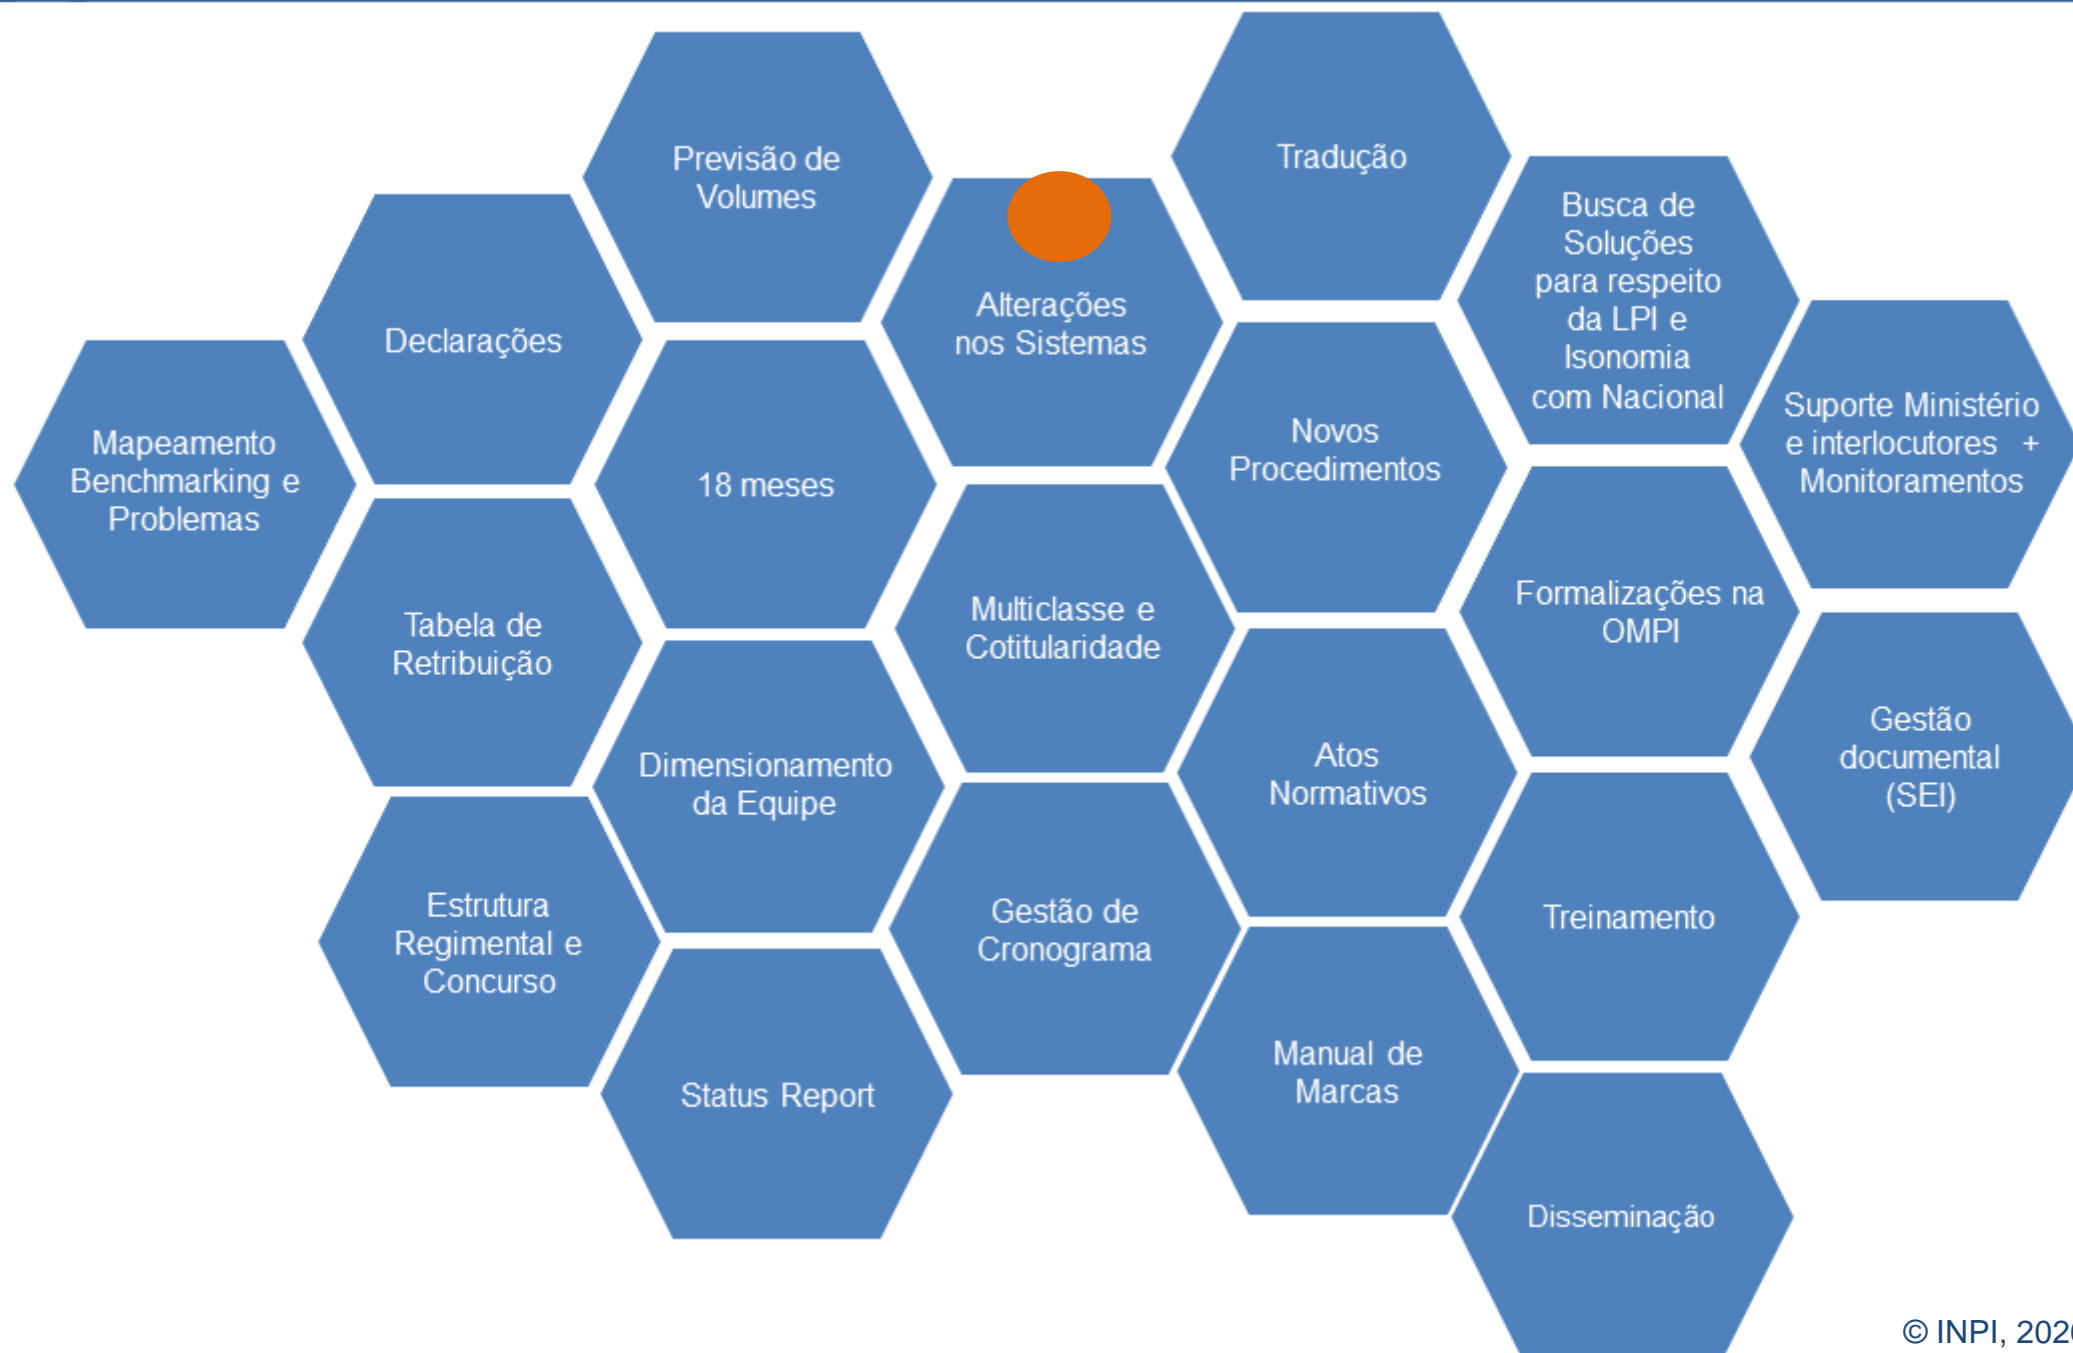 Previsão de
Volumes
Tradução
Busca de
Soluções
para respeito
da LPI e
Isonomia
com Nacional
Alterações
nos Sistemas
Declarações
Suporte Ministério
e interlocutores +
Monitoramentos
Mapeamento
Benchmarking e
Problemas
18 meses
Novos
Procedimentos
Tabela de
Retribuição
Multiclasse e
Cotitularidade
Formalizações na
OMPI
Gestão
documental
(SEI)
Dimensionamento
da Equipe
Atos
Normativos
Estrutura
Regimental e
Concurso
Gestão de
Cronograma
Treinamento
Status Report
Manual de
Marcas
Disseminação
© INPI, 202